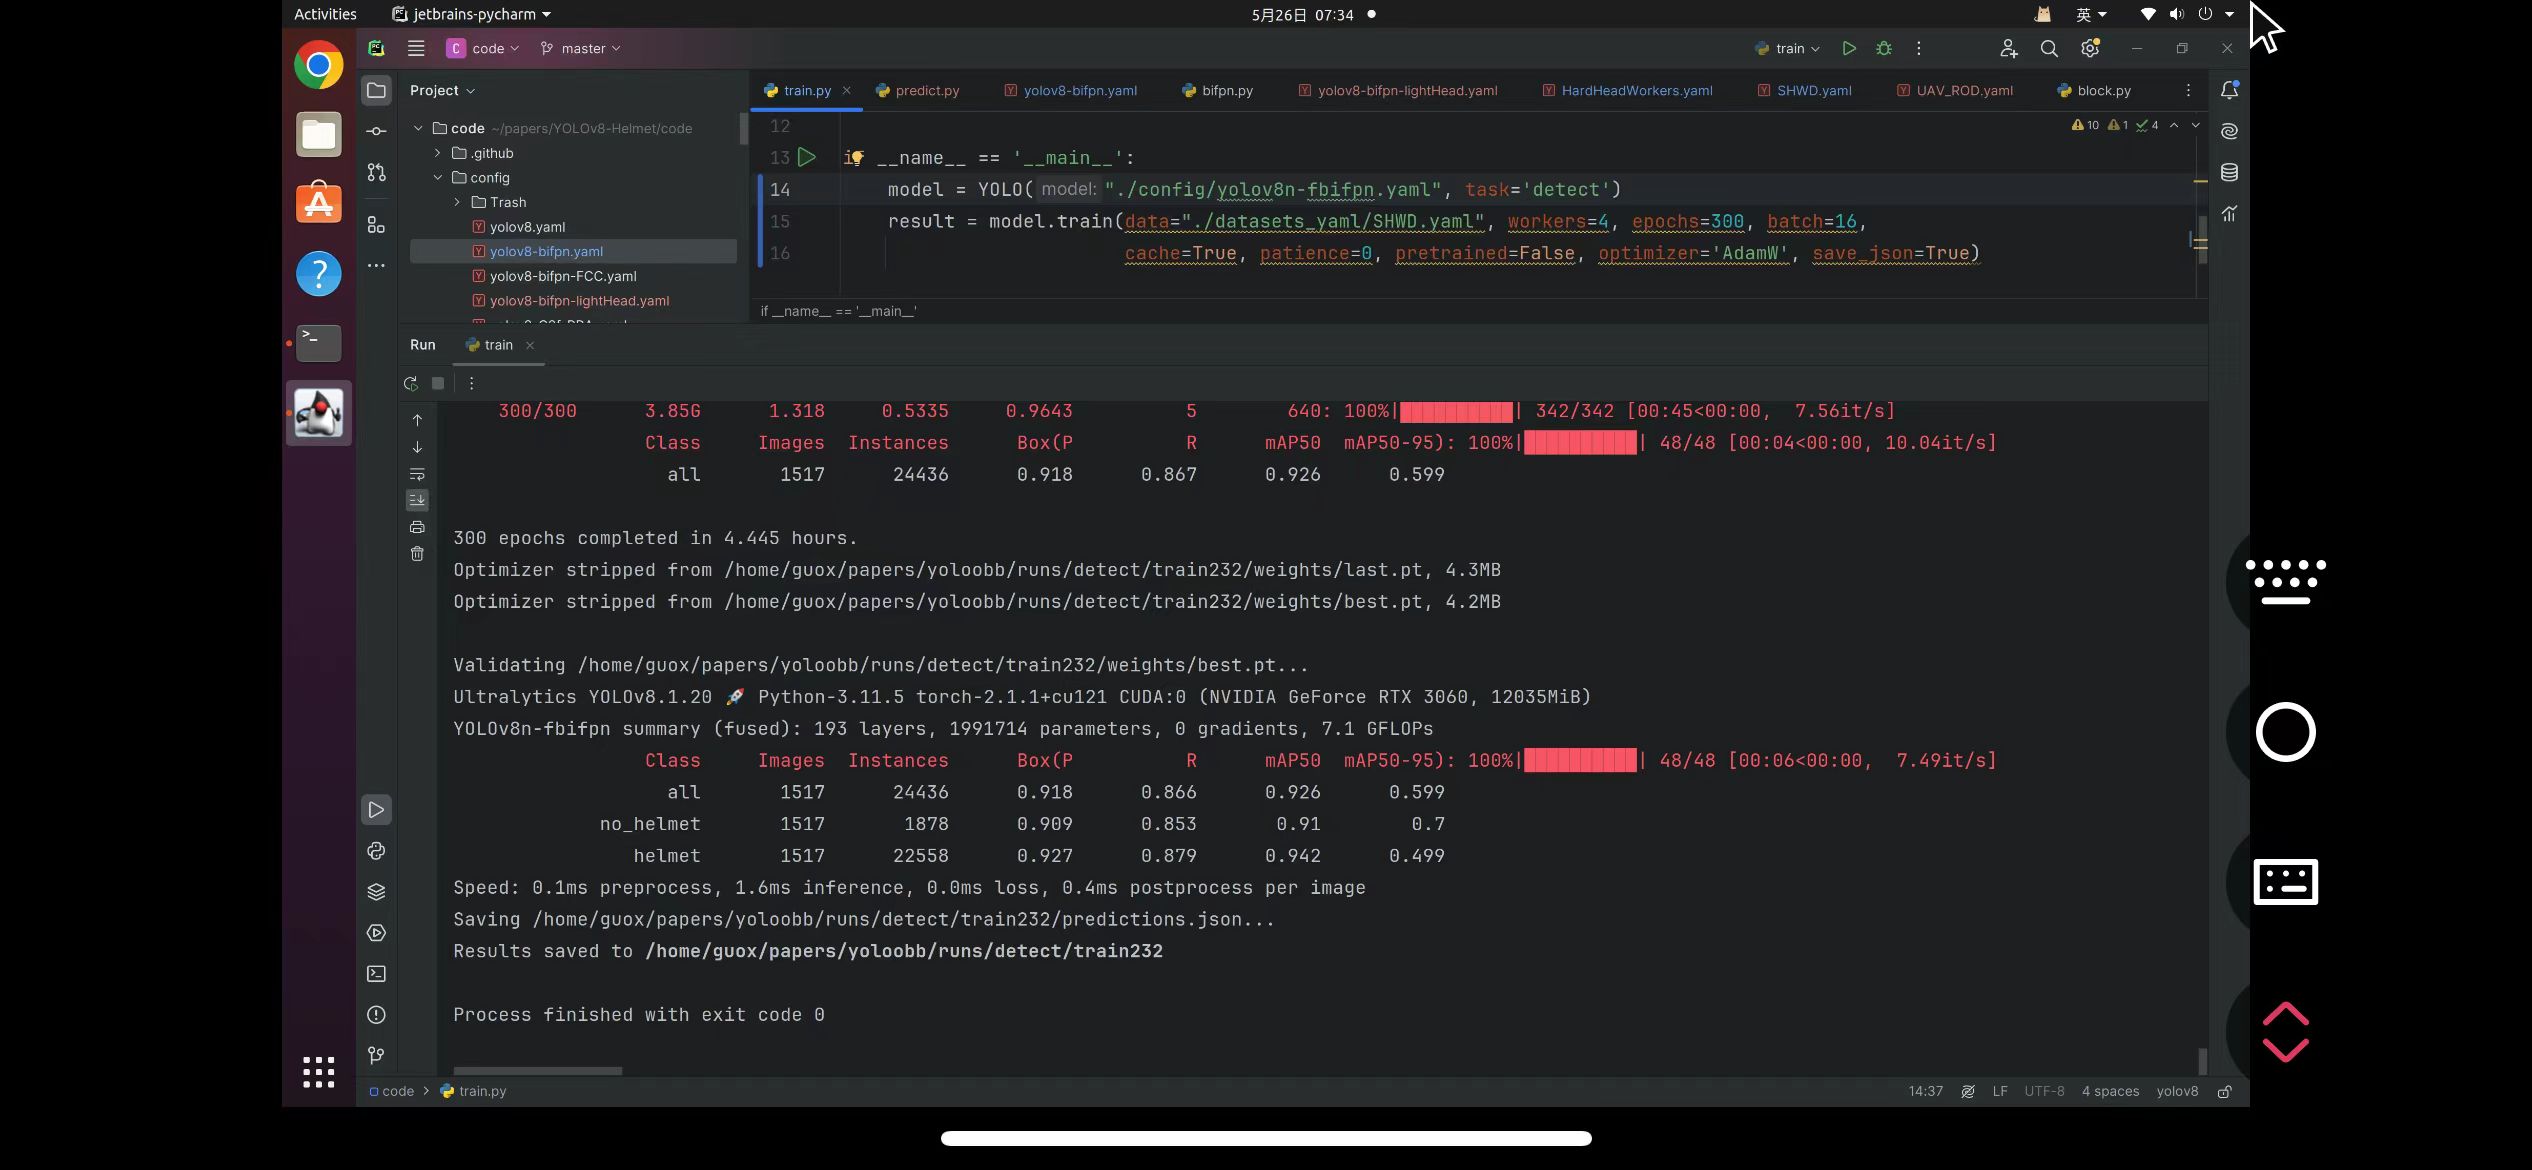 Activities jetbrains-pycharm 5月26日 07:34 英
C code master train
Project train.py predict.py yolov8-bifpn.yaml bifpn.py yolov8-bifpn-lightHead.yaml HardHeadWorkers.yaml SHWD.yaml UAV_ROD.yaml block.py
code ~/papers/YOLOv8-Helmet/code
.github
config
Trash
yolov8.yaml
yolov8-bifpn.yaml
yolov8-bifpn-FCC.yaml
yolov8-bifpn-lightHead.yaml
10 1 4
12
13 if __name__ == '__main__':
14 model = YOLO( model: "./config/yolov8n-fbifpn.yaml", task='detect')
15 result = model.train(data="./datasets_yaml/SHWD.yaml", workers=4, epochs=300, batch=16,
16 cache=True, patience=0, pretrained=False, optimizer='AdamW', save_json=True)
if __name__ == '__main__'
Run train
300/300 3.85G 1.318 0.5335 0.9643 5 640: 100%|██████████| 342/342 [00:45<00:00, 7.56it/s]
Class Images Instances Box(P R mAP50 mAP50-95): 100%|██████████| 48/48 [00:04<00:00, 10.04it/s]
all 1517 24436 0.918 0.867 0.926 0.599
300 epochs completed in 4.445 hours.
Optimizer stripped from /home/guox/papers/yoloobb/runs/detect/train232/weights/last.pt, 4.3MB
Optimizer stripped from /home/guox/papers/yoloobb/runs/detect/train232/weights/best.pt, 4.2MB
Validating /home/guox/papers/yoloobb/runs/detect/train232/weights/best.pt...
Ultralytics YOLOv8.1.20 🚀 Python-3.11.5 torch-2.1.1+cu121 CUDA:0 (NVIDIA GeForce RTX 3060, 12035MiB)
YOLOv8n-fbifpn summary (fused): 193 layers, 1991714 parameters, 0 gradients, 7.1 GFLOPs
Class Images Instances Box(P R mAP50 mAP50-95): 100%|██████████| 48/48 [00:06<00:00, 7.49it/s]
all 1517 24436 0.918 0.866 0.926 0.599
no_helmet 1517 1878 0.909 0.853 0.91 0.7
helmet 1517 22558 0.927 0.879 0.942 0.499
Speed: 0.1ms preprocess, 1.6ms inference, 0.0ms loss, 0.4ms postprocess per image
Saving /home/guox/papers/yoloobb/runs/detect/train232/predictions.json...
Results saved to /home/guox/papers/yoloobb/runs/detect/train232
Process finished with exit code 0
code > train.py 14:37 LF UTF-8 4 spaces yolov8